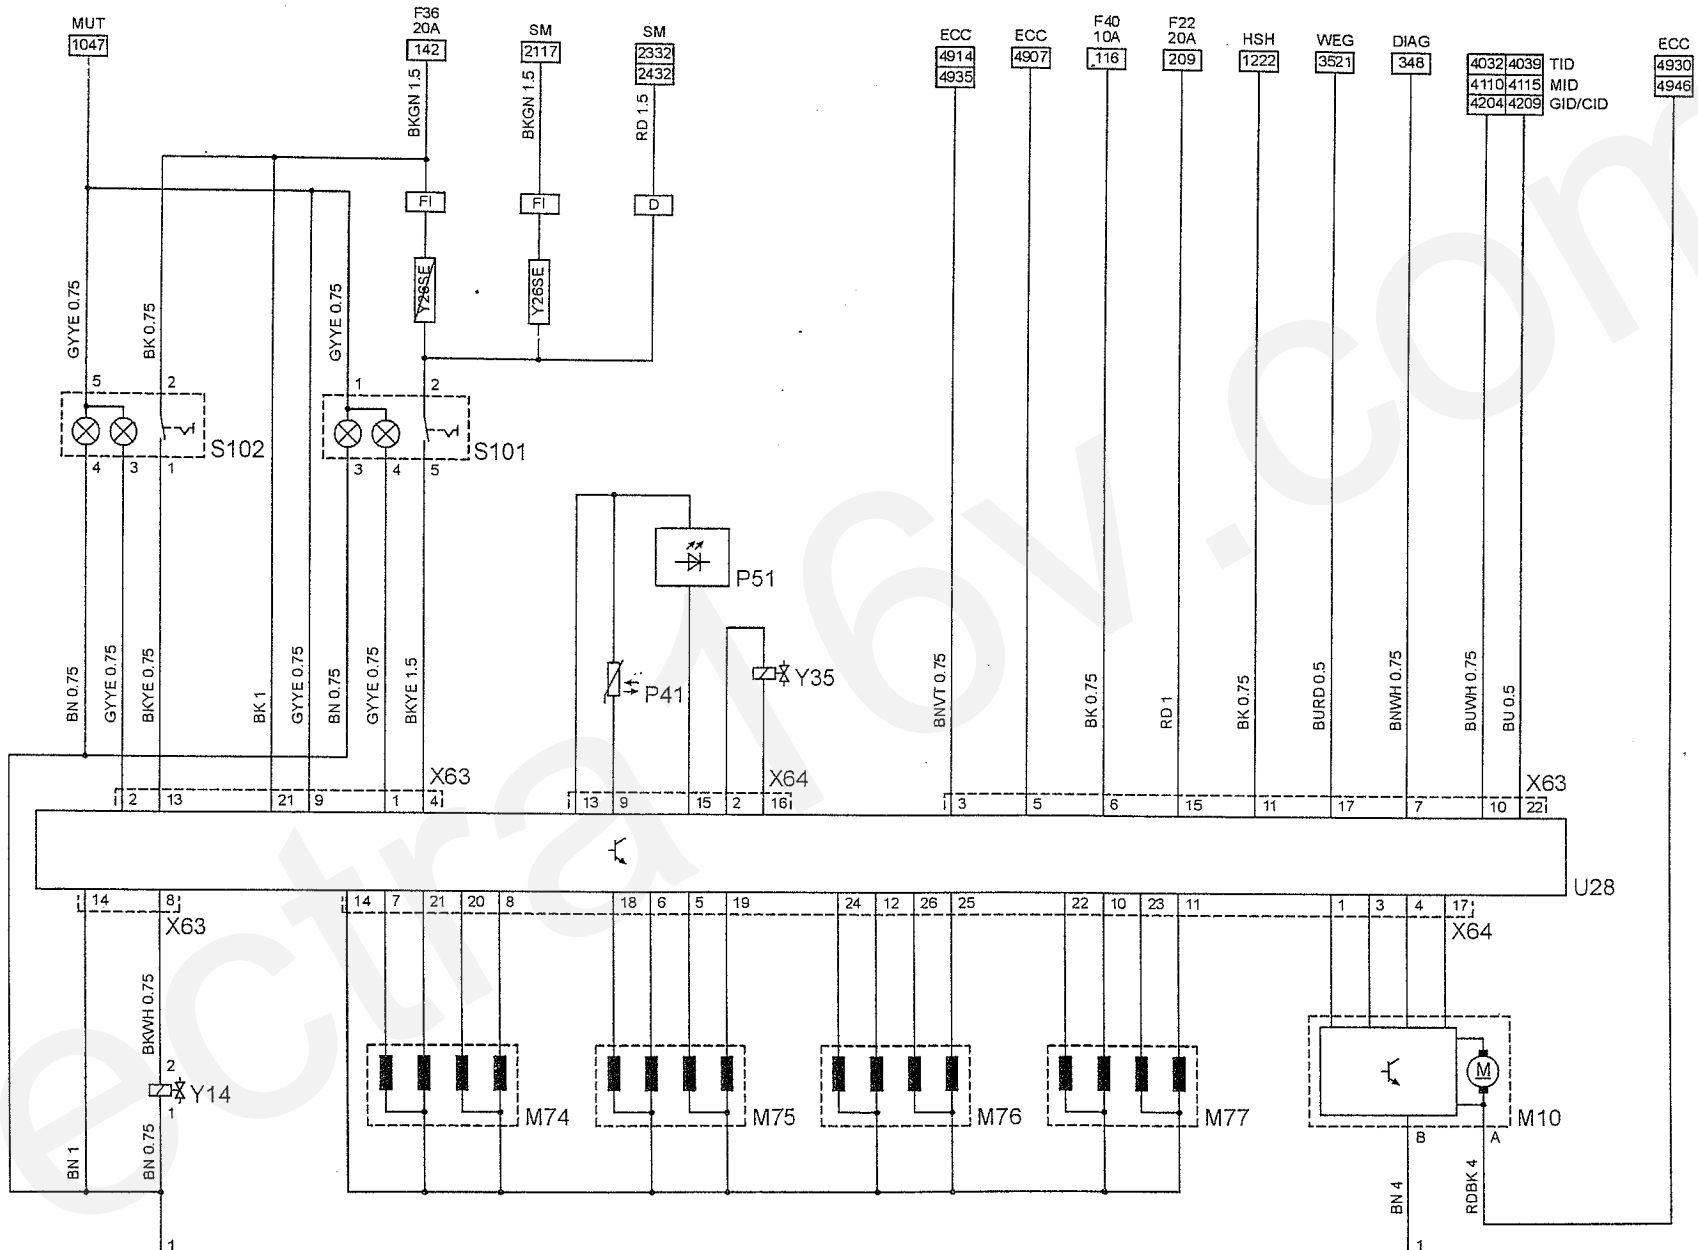 MUT
1047
F36
20A
142
SM
2117
SM
2332
2432
ECC
4914
4935
ECC
4907
F40
10A
116
F22
20A
209
HSH
1222
WEG
3521
DIAG
348
4032 4039 TID
4110 4115 MID
4204 4209 GID/CID
ECC
4930
4946
BKGN 1.5
BKGN 1.5
RD 1.5
FI
FI
D
Y26SE
Y26SE
GYYE 0.75
BK 0.75
GYYE 0.75
5 2
1 2
S102
S101
4 3 1
3 4 5
P51
P41
Y35
BN 0.75
GYYE 0.75
BKYE 0.75
BK 1
GYYE 0.75
BN 0.75
GYYE 0.75
BKYE 1.5
BNVT 0.75
BK 0.75
RD 1
BK 0.75
BURD 0.5
BNWH 0.75
BUWH 0.75
BU 0.5
X63
X64
X63
2 13 21 9 1 4
13 9 15 2 16
3 5 6 15 11 17 7 10 22
U28
14 8
X63
14 7 21 20 8 18 6 5 19 24 12 26 25 22 10 23 11 1 3 4 17
X64
BKWH 0.75
2
Y14
1
BN 1
BN 0.75
1
M74
M75
M76
M77
M
M10
B A
BN 4
RDBK 4
1
ectra16v.com